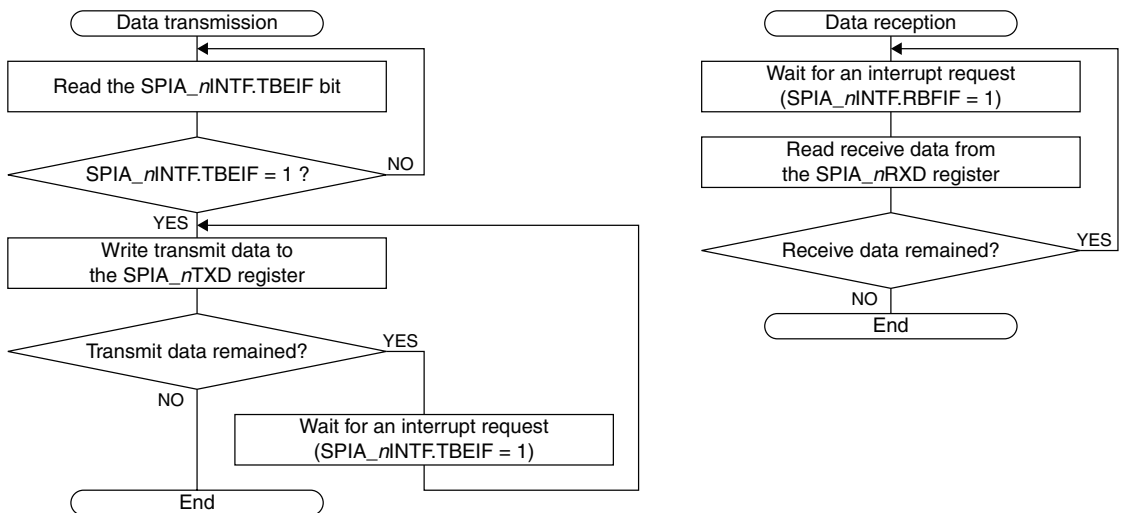 Data transmission
Read the SPIA_nINTF.TBEIF bit
SPIA_nINTF.TBEIF = 1 ?
NO
YES
Write transmit data to
the SPIA_nTXD register
Transmit data remained?
YES
NO
Wait for an interrupt request
(SPIA_nINTF.TBEIF = 1)
End
Data reception
Wait for an interrupt request
(SPIA_nINTF.RBFIF = 1)
Read receive data from
the SPIA_nRXD register
Receive data remained?
YES
NO
End